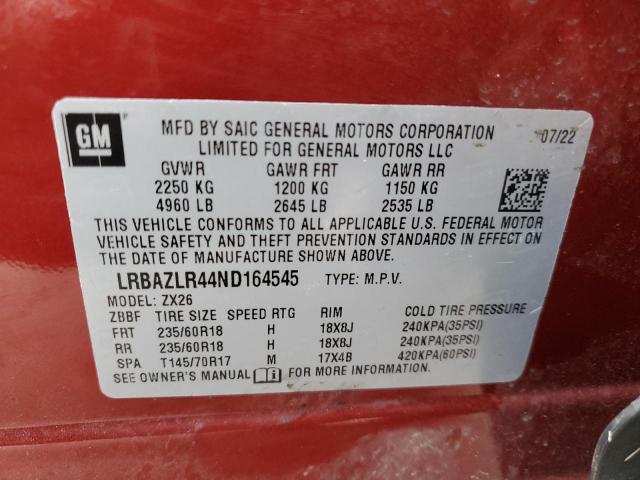 GM
MFD BY SAIC GENERAL MOTORS CORPORATION 07/22
LIMITED FOR GENERAL MOTORS LLC
GVWR GAWR FRT GAWR RR
2250 KG 1200 KG 1150 KG
4960 LB 2645 LB 2535 LB
THIS VEHICLE CONFORMS TO ALL APPLICABLE U.S. FEDERAL MOTOR
VEHICLE SAFETY AND THEFT PREVENTION STANDARDS IN EFFECT ON
THE DATE OF MANUFACTURE SHOWN ABOVE.
LRBAZLR44ND164545 TYPE: M.P.V.
MODEL: ZX26
ZBBF TIRE SIZE SPEED RTG RIM COLD TIRE PRESSURE
FRT 235/60R18 H 18X8J 240KPA(35PSI)
RR 235/60R18 H 18X8J 240KPA(35PSI)
SPA T145/70R17 M 17X4B 420KPA(60PSI)
SEE OWNER'S MANUAL i FOR MORE INFORMATION.